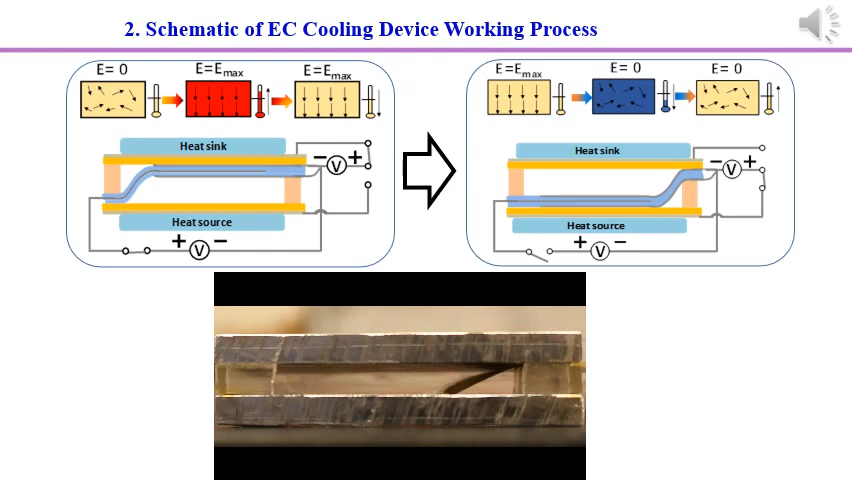 2. Schematic of EC Cooling Device Working Process
E= 0
E=Emax
E=Emax
Heat sink
− V +
Heat source
+ V −
E=Emax
E= 0
E= 0
Heat sink
− V +
Heat source
+ V −